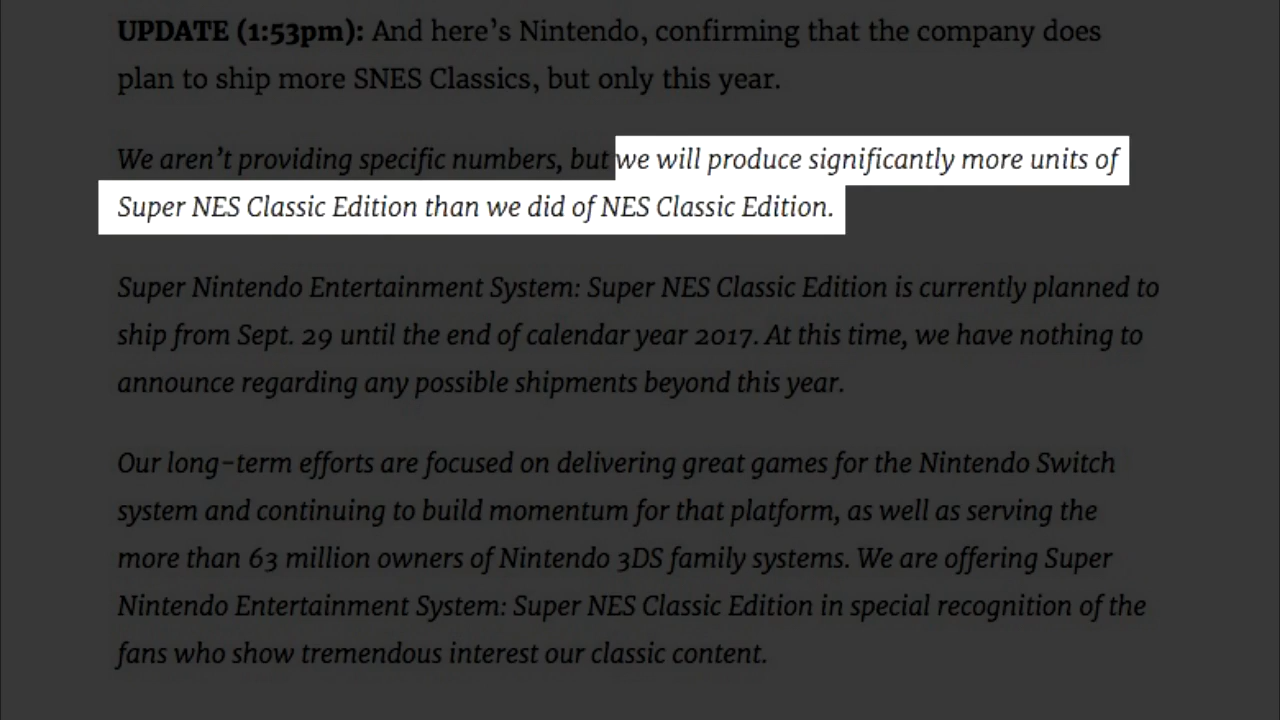 UPDATE (1:53pm): And here’s Nintendo, confirming that the company does
plan to ship more SNES Classics, but only this year.
We aren’t providing specific numbers, but we will produce significantly more units of
Super NES Classic Edition than we did of NES Classic Edition.
Super Nintendo Entertainment System: Super NES Classic Edition is currently planned to
ship from Sept. 29 until the end of calendar year 2017. At this time, we have nothing to
announce regarding any possible shipments beyond this year.
Our long-term efforts are focused on delivering great games for the Nintendo Switch
system and continuing to build momentum for that platform, as well as serving the
more than 63 million owners of Nintendo 3DS family systems. We are offering Super
Nintendo Entertainment System: Super NES Classic Edition in special recognition of the
fans who show tremendous interest our classic content.